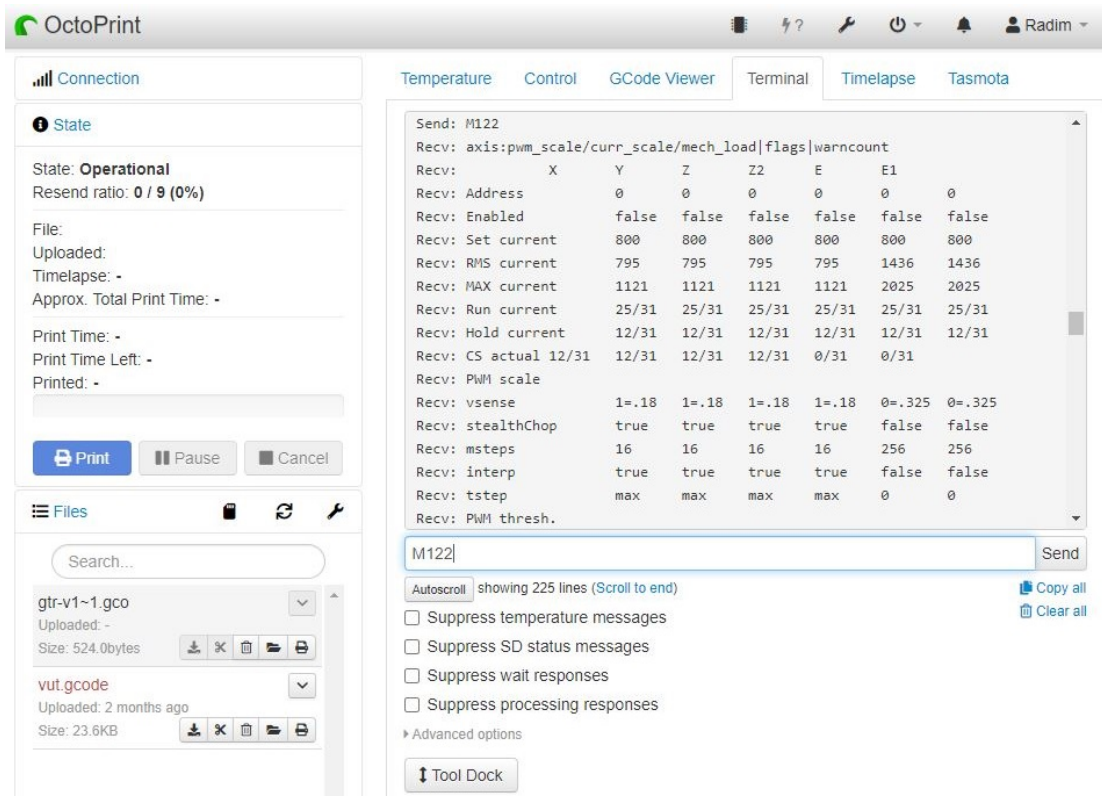 OctoPrint
?
Radim
Connection
State
State: Operational
Resend ratio: 0 / 9 (0%)
File:
Uploaded:
Timelapse: -
Approx. Total Print Time: -
Print Time: -
Print Time Left: -
Printed: -
Print Pause Cancel
Files
Search...
gtr-v1~1.gco
Uploaded: -
Size: 524.0bytes
vut.gcode
Uploaded: 2 months ago
Size: 23.6KB
Temperature Control GCode Viewer Terminal Timelapse Tasmota
Send: M122
Recv: axis:pwm_scale/curr_scale/mech_load|flags|warncount
Recv: X Y Z Z2 E E1
Recv: Address 0 0 0 0 0 0
Recv: Enabled false false false false false false
Recv: Set current 800 800 800 800 800 800
Recv: RMS current 795 795 795 795 1436 1436
Recv: MAX current 1121 1121 1121 1121 2025 2025
Recv: Run current 25/31 25/31 25/31 25/31 25/31 25/31
Recv: Hold current 12/31 12/31 12/31 12/31 12/31 12/31
Recv: CS actual 12/31 12/31 12/31 12/31 0/31 0/31
Recv: PWM scale
Recv: vsense 1=.18 1=.18 1=.18 1=.18 0=.325 0=.325
Recv: stealthChop true true true true false false
Recv: msteps 16 16 16 16 256 256
Recv: interp true true true true false false
Recv: tstep max max max max 0 0
Recv: PWM thresh.
M122 Send
Autoscroll showing 225 lines (Scroll to end) Copy all
Clear all
Suppress temperature messages
Suppress SD status messages
Suppress wait responses
Suppress processing responses
Advanced options
Tool Dock